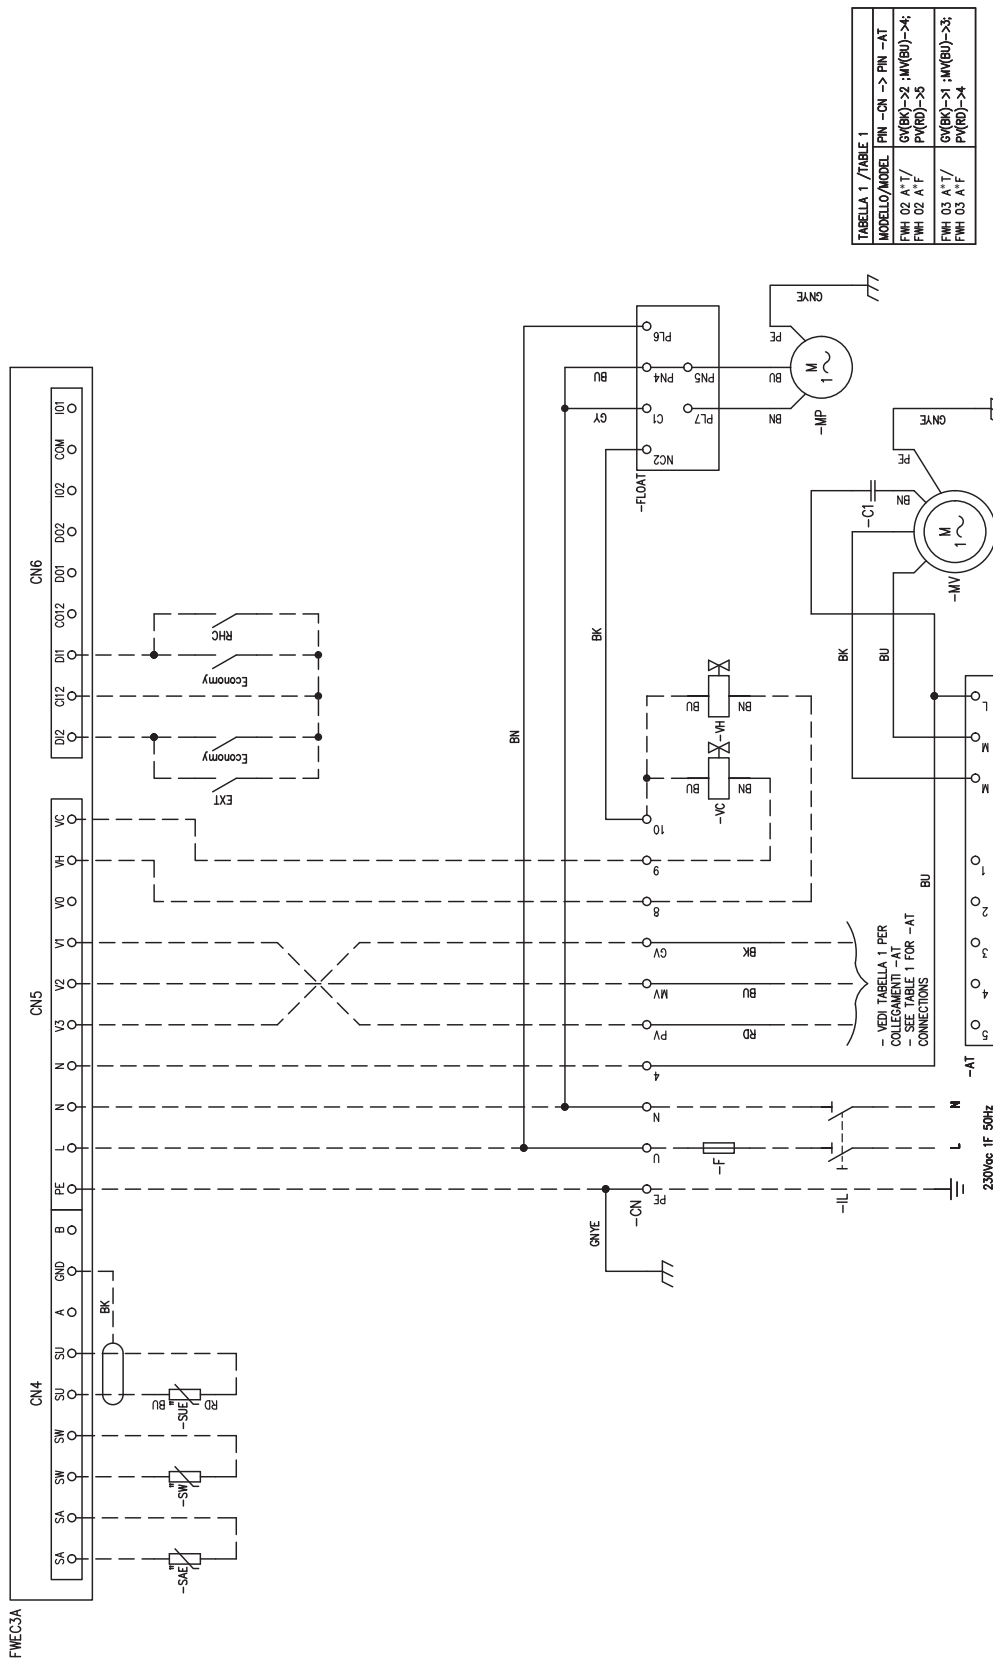 FWEC3A
CN4
SA
SA
SW
SW
SU
SU
A
GND
B
CN5
PE
L
N
N
V3
V2
V1
V0
VH
VC
CN6
DI2
CI12
DI1
CO12
DO1
DO2
IO2
COM
IO1
-SAE
-SW
-SUE
BU
RD
BK
EXT
Economy
Economy
RHC
GNYE
-CN
PE
U
N
4
PV
MV
GV
8
9
10
BN
BK
GY
BU
-FLOAT
NC2
C1
PN4
PL6
PL7
PN5
BN
BU
PE
GNYE
-MP
M
1
-VC
BU
BN
-VH
BU
BN
RD
BU
BK
- VEDI TABELLA 1 PER
COLLEGAMENTI -AT
- SEE TABLE 1 FOR -AT
CONNECTIONS
-F
-IL
L
N
230Vac 1F 50Hz
-AT
5
4
3
2
1
M
M
L
BU
BK
BU
-C1
BN
PE
GNYE
-MV
M
1
TABELLA 1 /TABLE 1
MODELLO/MODEL PIN -CN -> PIN -AT
FWH 02 A*T/ GV(BK)->2 ;MV(BU)->4;
FWH 02 A*F PV(RD)->5
FWH 03 A*T/ GV(BK)->1 ;MV(BU)->3;
FWH 03 A*F PV(RD)->4